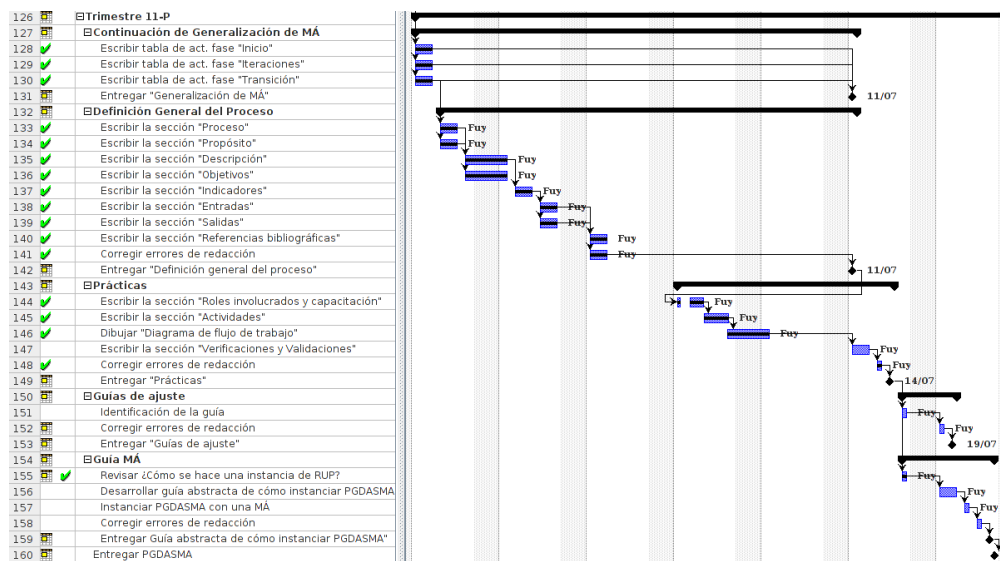 126 Trimestre 11-P
127 Continuación de Generalización de MÁ
128 Escribir tabla de act. fase "Inicio"
129 Escribir tabla de act. fase "Iteraciones"
130 Escribir tabla de act. fase "Transición"
131 Entregar "Generalización de MÁ" 11/07
132 Definición General del Proceso
133 Escribir la sección "Proceso" Fuy
134 Escribir la sección "Propósito" Fuy
135 Escribir la sección "Descripción" Fuy
136 Escribir la sección "Objetivos" Fuy
137 Escribir la sección "Indicadores" Fuy
138 Escribir la sección "Entradas" Fuy
139 Escribir la sección "Salidas" Fuy
140 Escribir la sección "Referencias bibliográficas" Fuy
141 Corregir errores de redacción Fuy
142 Entregar "Definición general del proceso" 11/07
143 Prácticas
144 Escribir la sección "Roles involucrados y capacitación" Fuy
145 Escribir la sección "Actividades" Fuy
146 Dibujar "Diagrama de flujo de trabajo" Fuy
147 Escribir la sección "Verificaciones y Validaciones" Fuy
148 Corregir errores de redacción Fuy
149 Entregar "Prácticas" 14/07
150 Guías de ajuste
151 Identificación de la guía Fuy
152 Corregir errores de redacción Fuy
153 Entregar "Guías de ajuste" 19/07
154 Guía MÁ
155 Revisar ¿Cómo se hace una instancia de RUP? Fuy
156 Desarrollar guía abstracta de cómo instanciar PGDASMA Fuy
157 Instanciar PGDASMA con una MÁ Fuy
158 Corregir errores de redacción Fuy
159 Entregar Guía abstracta de cómo instanciar PGDASMA"
160 Entregar PGDASMA